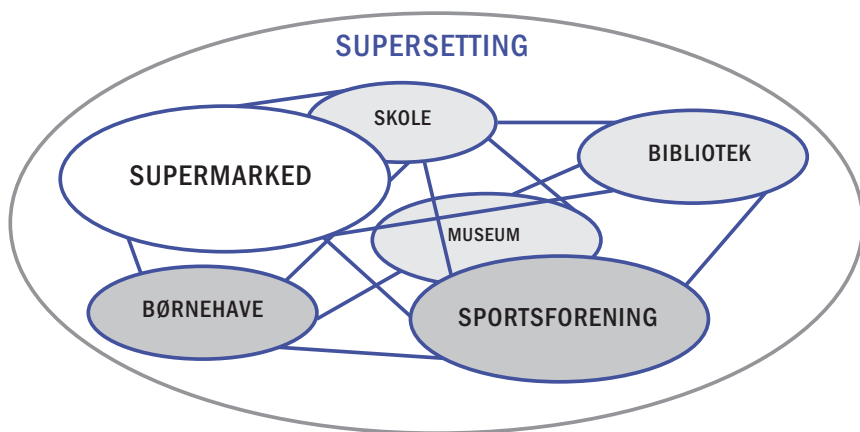 SUPERSETTING
SKOLE
SUPERMARKED
BIBLIOTEK
MUSEUM
BØRNEHAVE
SPORTSFORENING